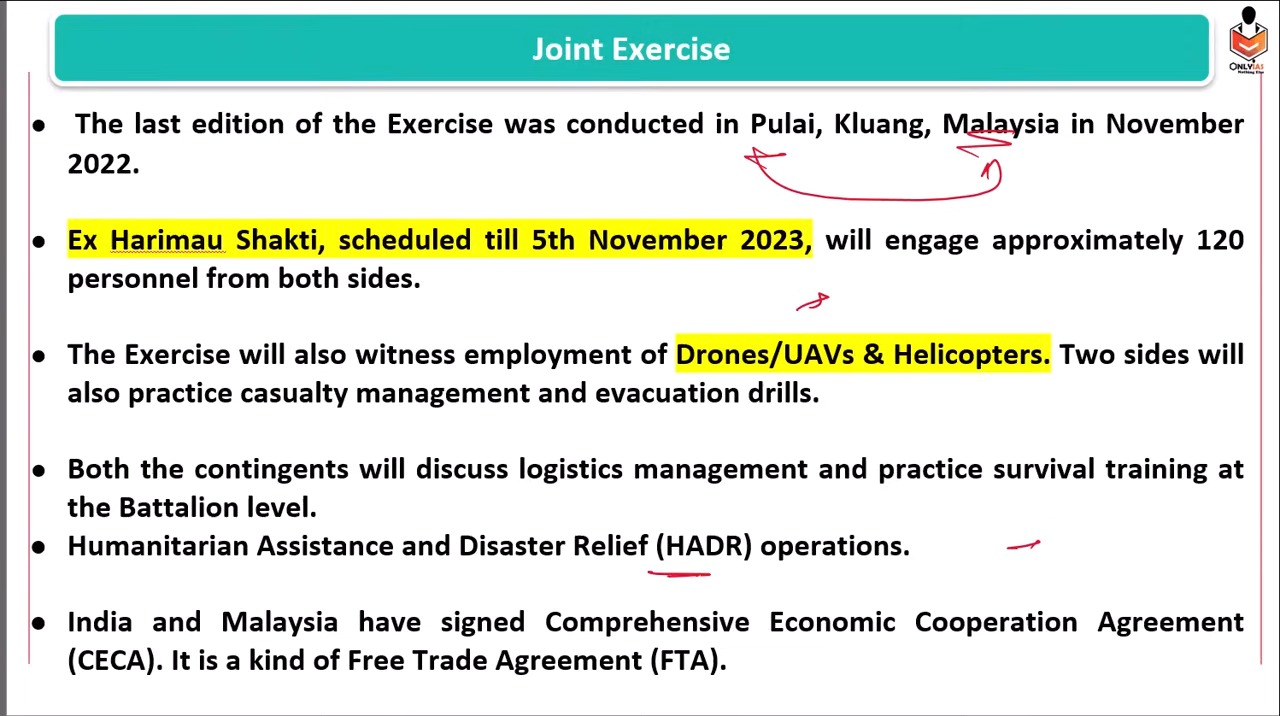 Joint Exercise
ONLYIAS
Nothing Else
● The last edition of the Exercise was conducted in Pulai, Kluang, Malaysia in November
2022.
● Ex Harimau Shakti, scheduled till 5th November 2023, will engage approximately 120
personnel from both sides.
● The Exercise will also witness employment of Drones/UAVs & Helicopters. Two sides will
also practice casualty management and evacuation drills.
● Both the contingents will discuss logistics management and practice survival training at
the Battalion level.
● Humanitarian Assistance and Disaster Relief (HADR) operations.
● India and Malaysia have signed Comprehensive Economic Cooperation Agreement
(CECA). It is a kind of Free Trade Agreement (FTA).